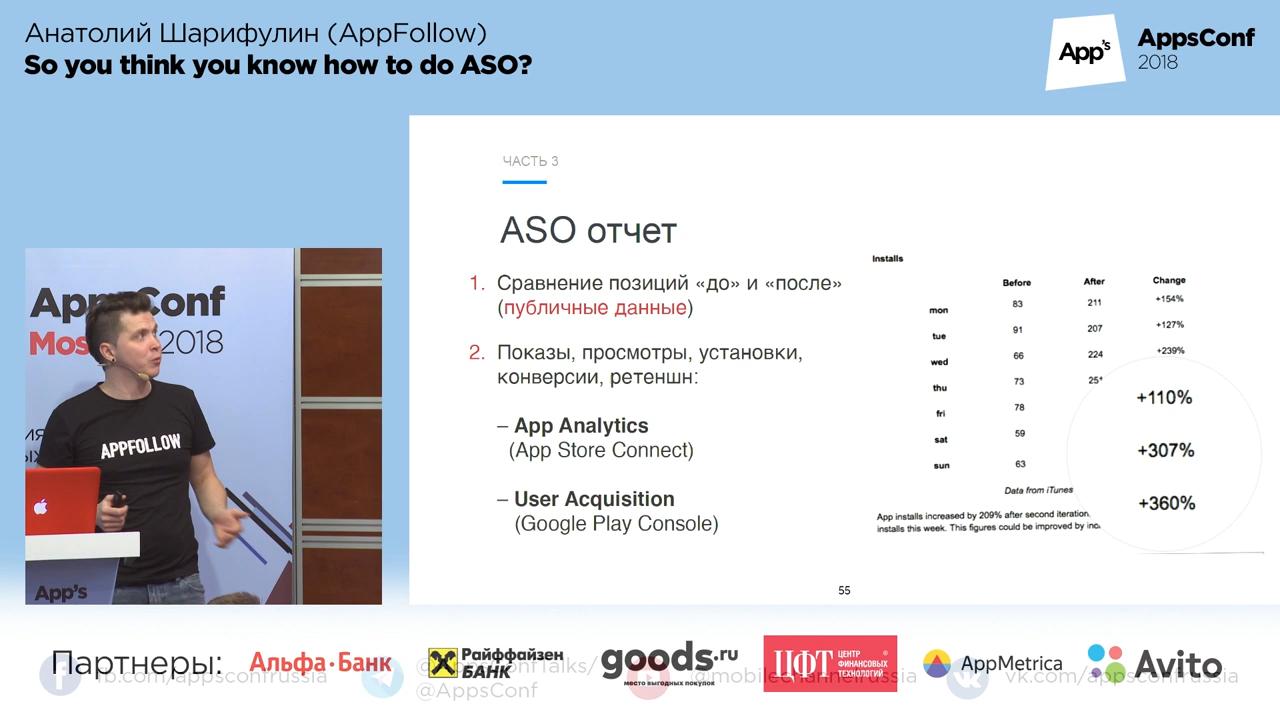 Анатолий Шарифулин (AppFollow)
So you think you know how to do ASO?
App's
AppsConf
2018
AppsConf
Moscow 2018
APPFOLLOW
App's
ЧАСТЬ 3
ASO отчет
1. Сравнение позиций «до» и «после»
(публичные данные)
2. Показы, просмотры, установки,
конверсии, ретеншн:
– App Analytics
(App Store Connect)
– User Acquisition
(Google Play Console)
Installs
Before After Change
mon 83 211 +154%
tue 91 207 +127%
wed 66 224 +239%
thu 73
fri 78 +110%
sat 59 +307%
sun 63 +360%
Data from iTunes
App installs increased by 209% after second iteration.
installs this week. This figures could be improved by
55
Партнеры:
Альфа·Банк
Райффайзен
БАНК
goods.ru
место выгодных покупок
ЦФТ
ЦЕНТР
ФИНАНСОВЫХ
ТЕХНОЛОГИЙ
AppMetrica
Avito
fb.com/appsconfrussia
@AppsConfTalks/
@AppsConf
@mobilechannelrussia
vk.com/appsconfrussia